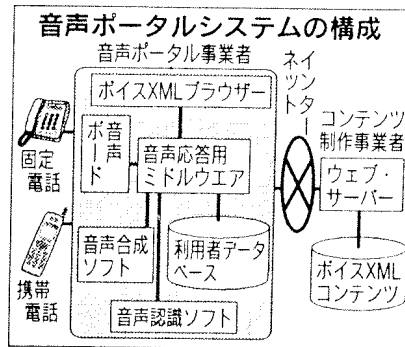 音声ポータルシステムの構成
音声ポータル事業者
ボイスXMLブラウザー
音声
ボード
音声応答用
ミドルウエア
音声合成
ソフト
利用者データ
ベース
音声認識ソフト
固定
電話
携帯
電話
インター
ネット
コンテンツ
制作事業者
ウェブ・
サーバー
ボイスXML
コンテンツ